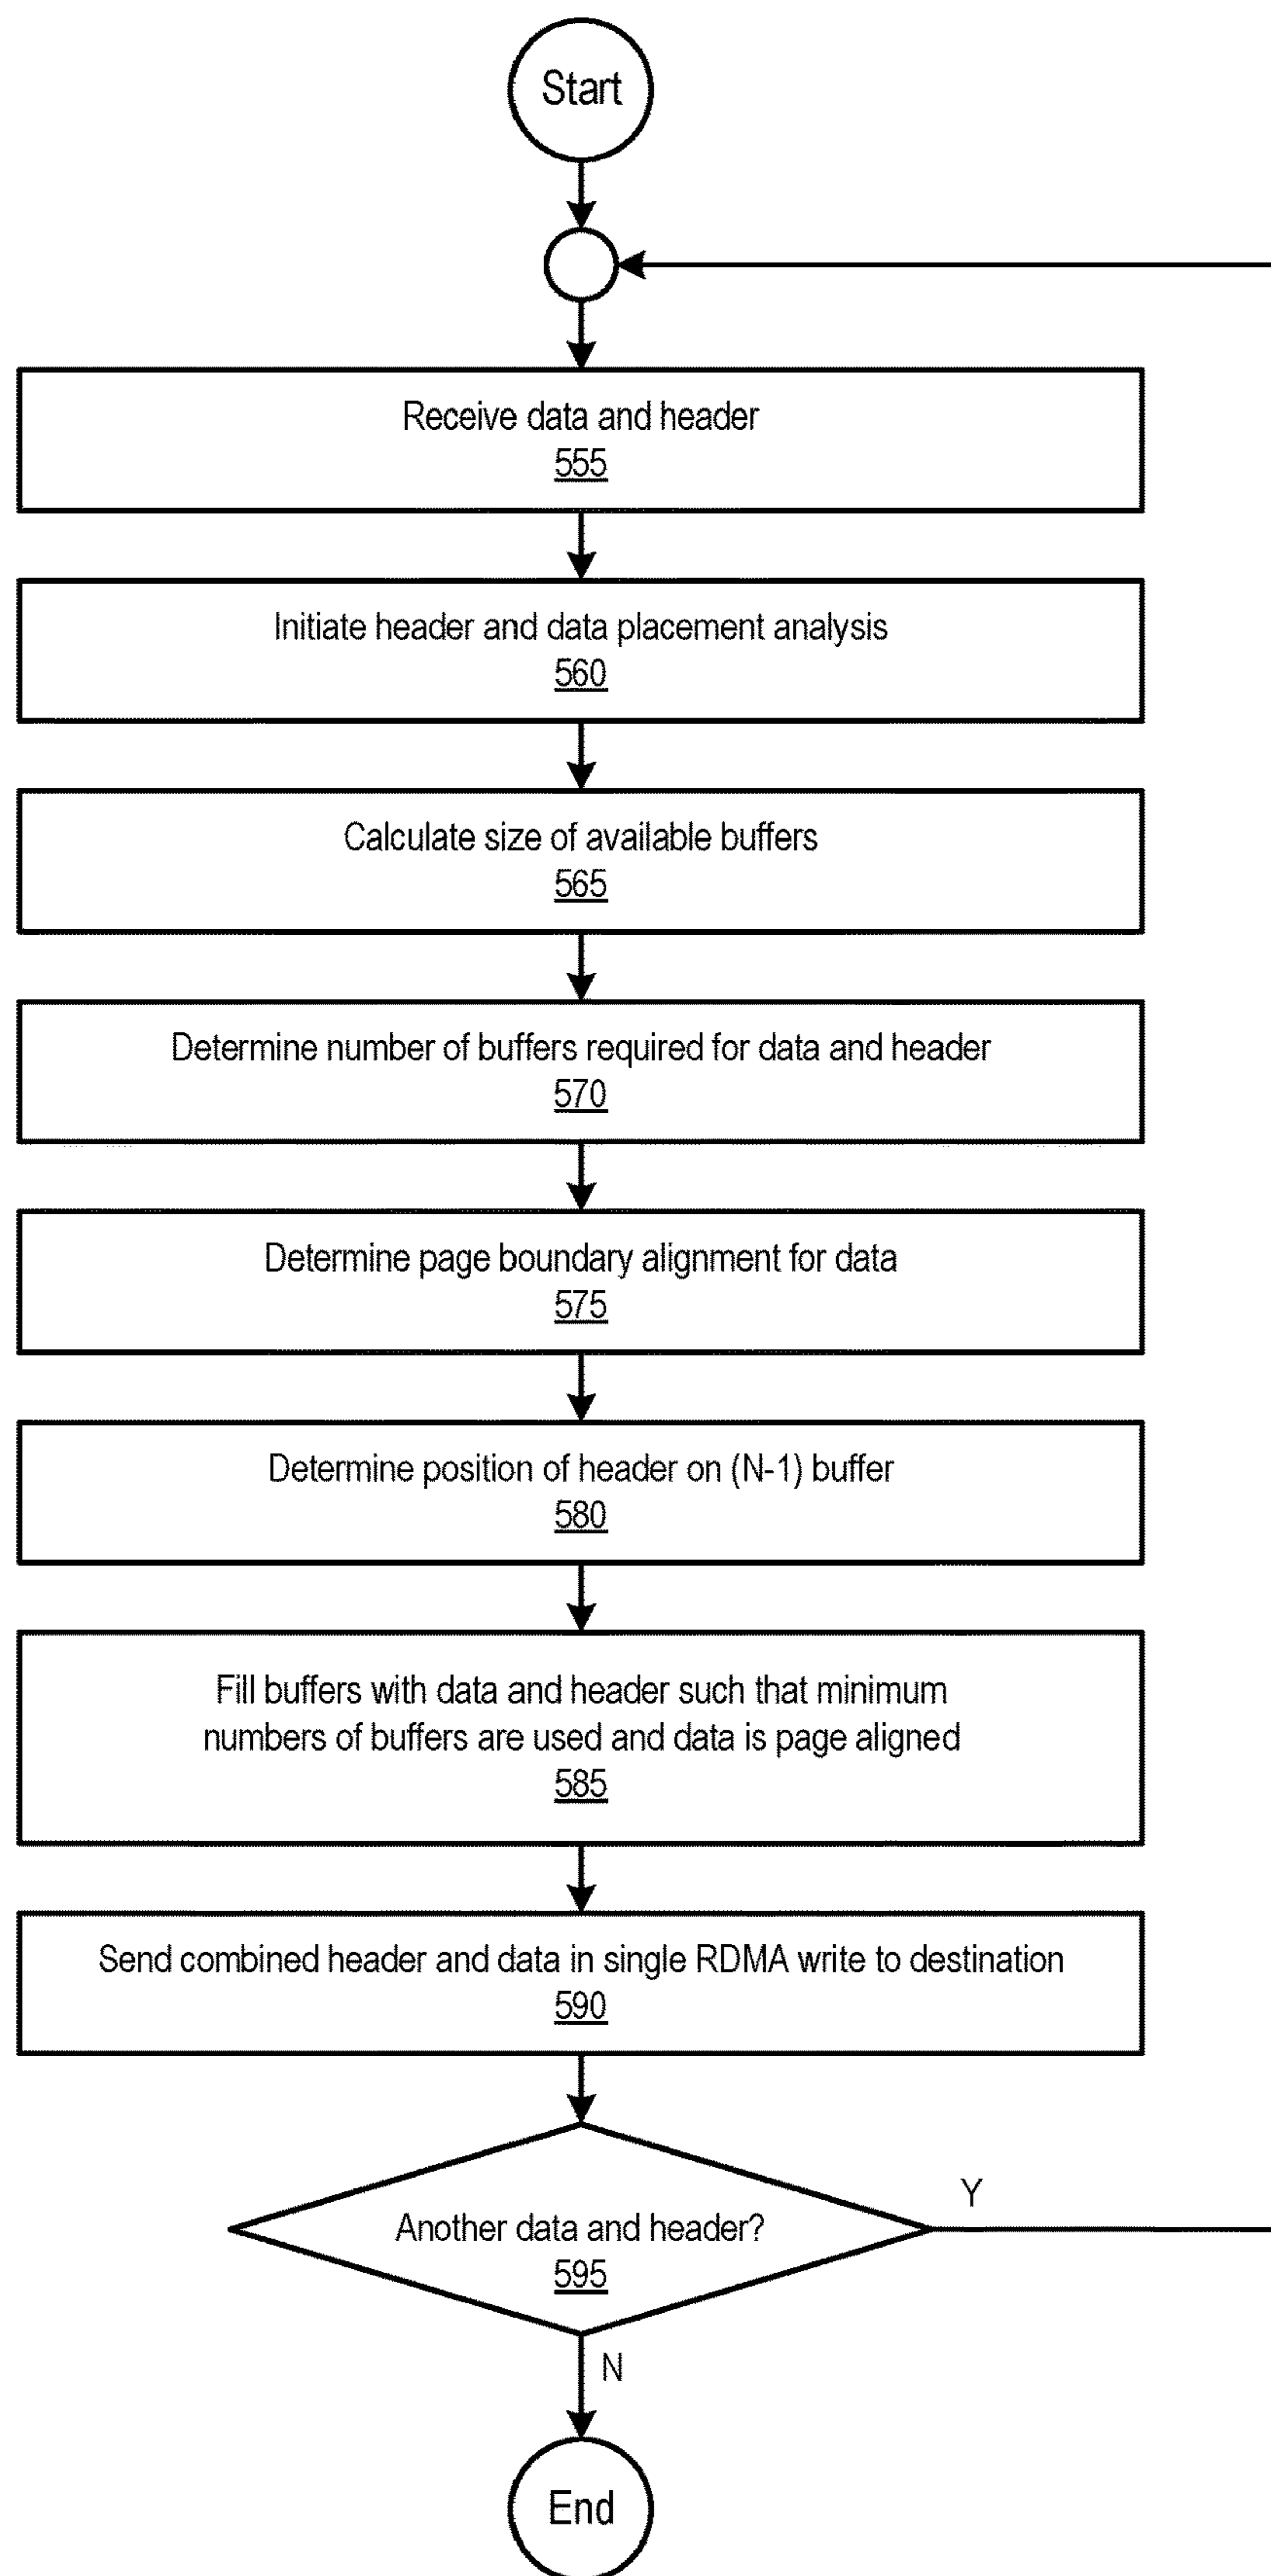 Start
Receive data and header
555
Initiate header and data placement analysis
560
Calculate size of available buffers
565
Determine number of buffers required for data and header
570
Determine page boundary alignment for data
575
Determine position of header on (N-1) buffer
580
Fill buffers with data and header such that minimum
numbers of buffers are used and data is page aligned
585
Send combined header and data in single RDMA write to destination
590
Y
Another data and header?
595
N
End